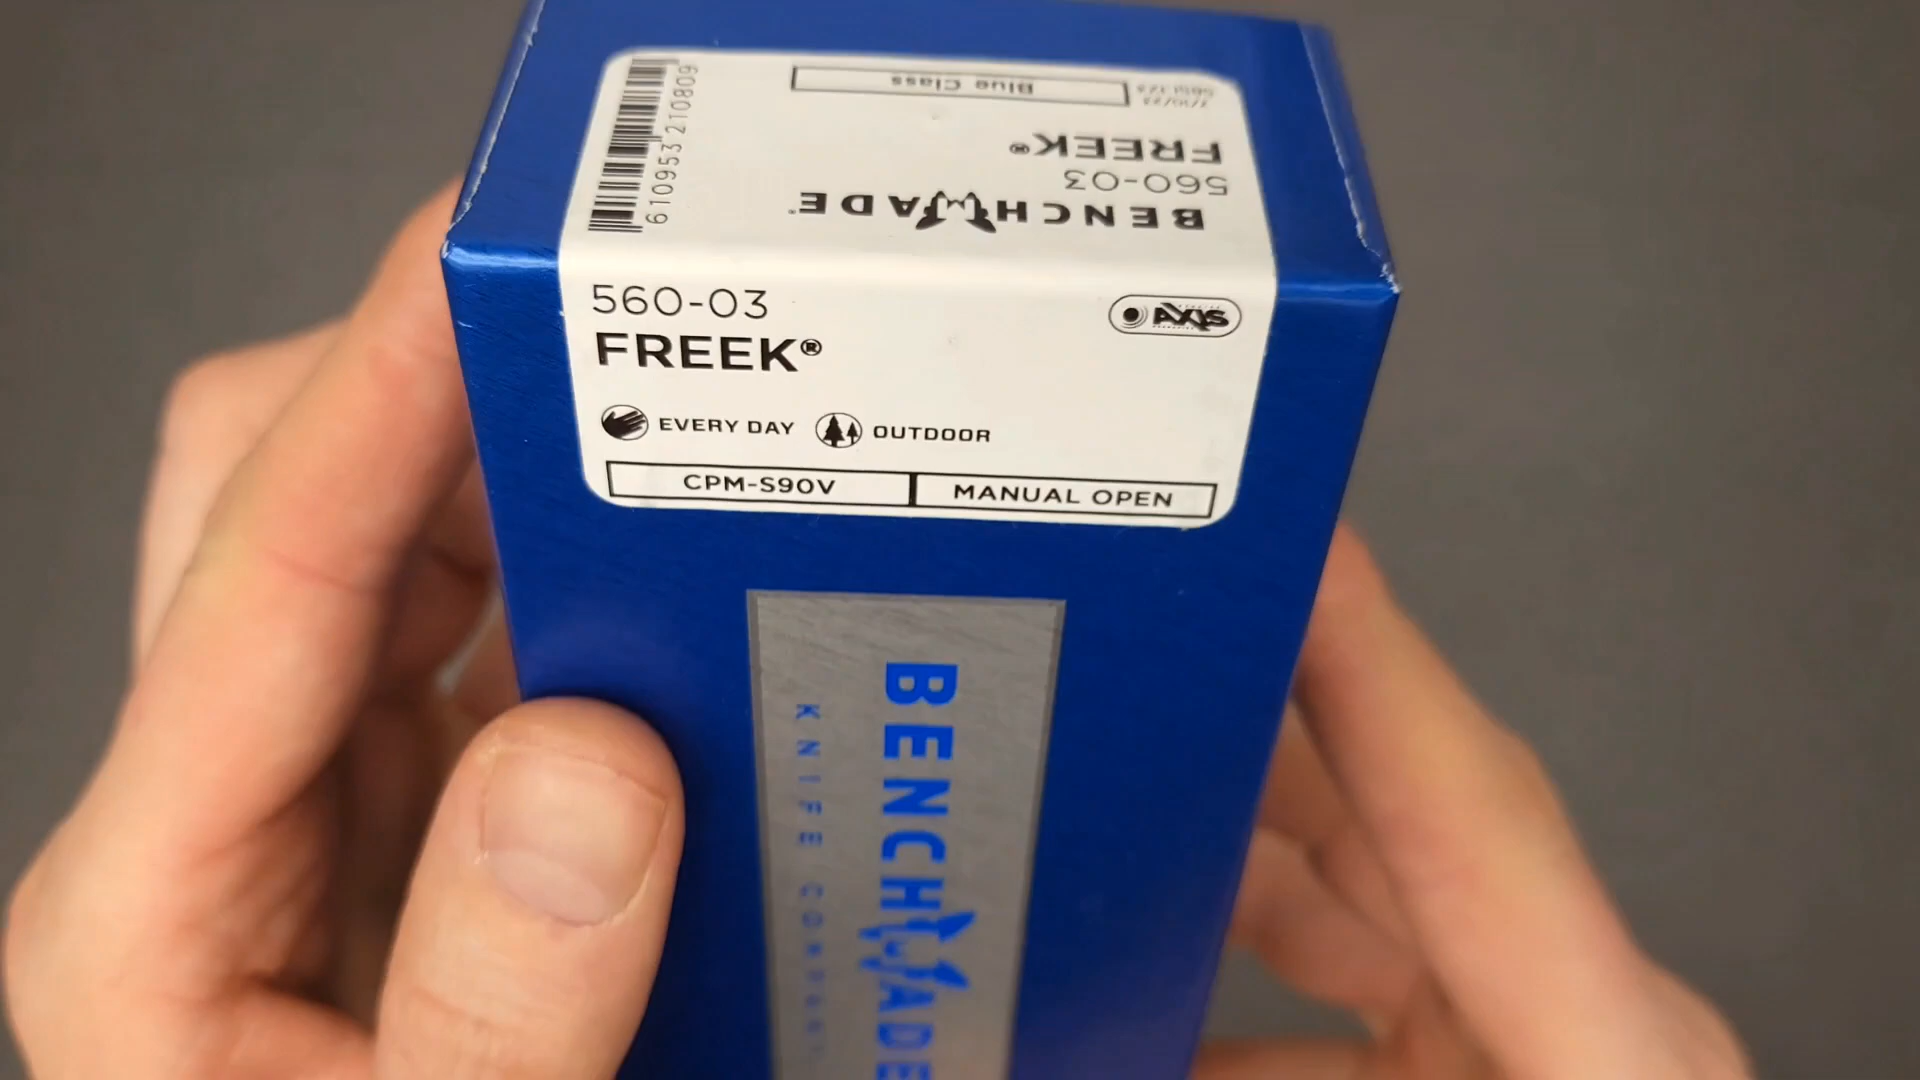 Blue Class
FREEK®
560-03
BENCHMADE®
610953 210809
560-03
FREEK®
AXIS
EVERY DAY
OUTDOOR
CPM-S90V
MANUAL OPEN
BENCHMADE
KNIFE COMPANY